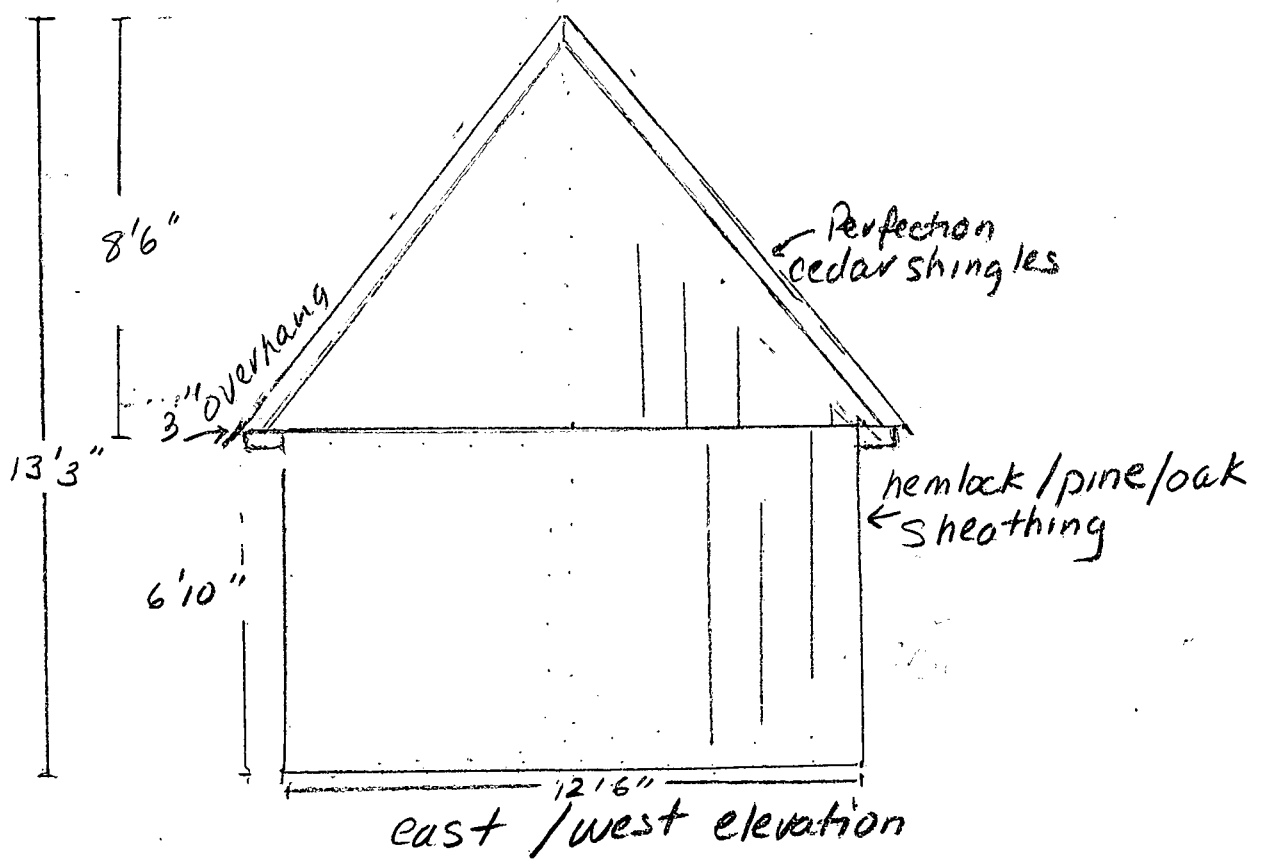 8'6"
Perfection
cedar shingles
3" overhang
13'3"
hemlock/pine/oak
sheathing
6'10"
12'6"
east/west elevation